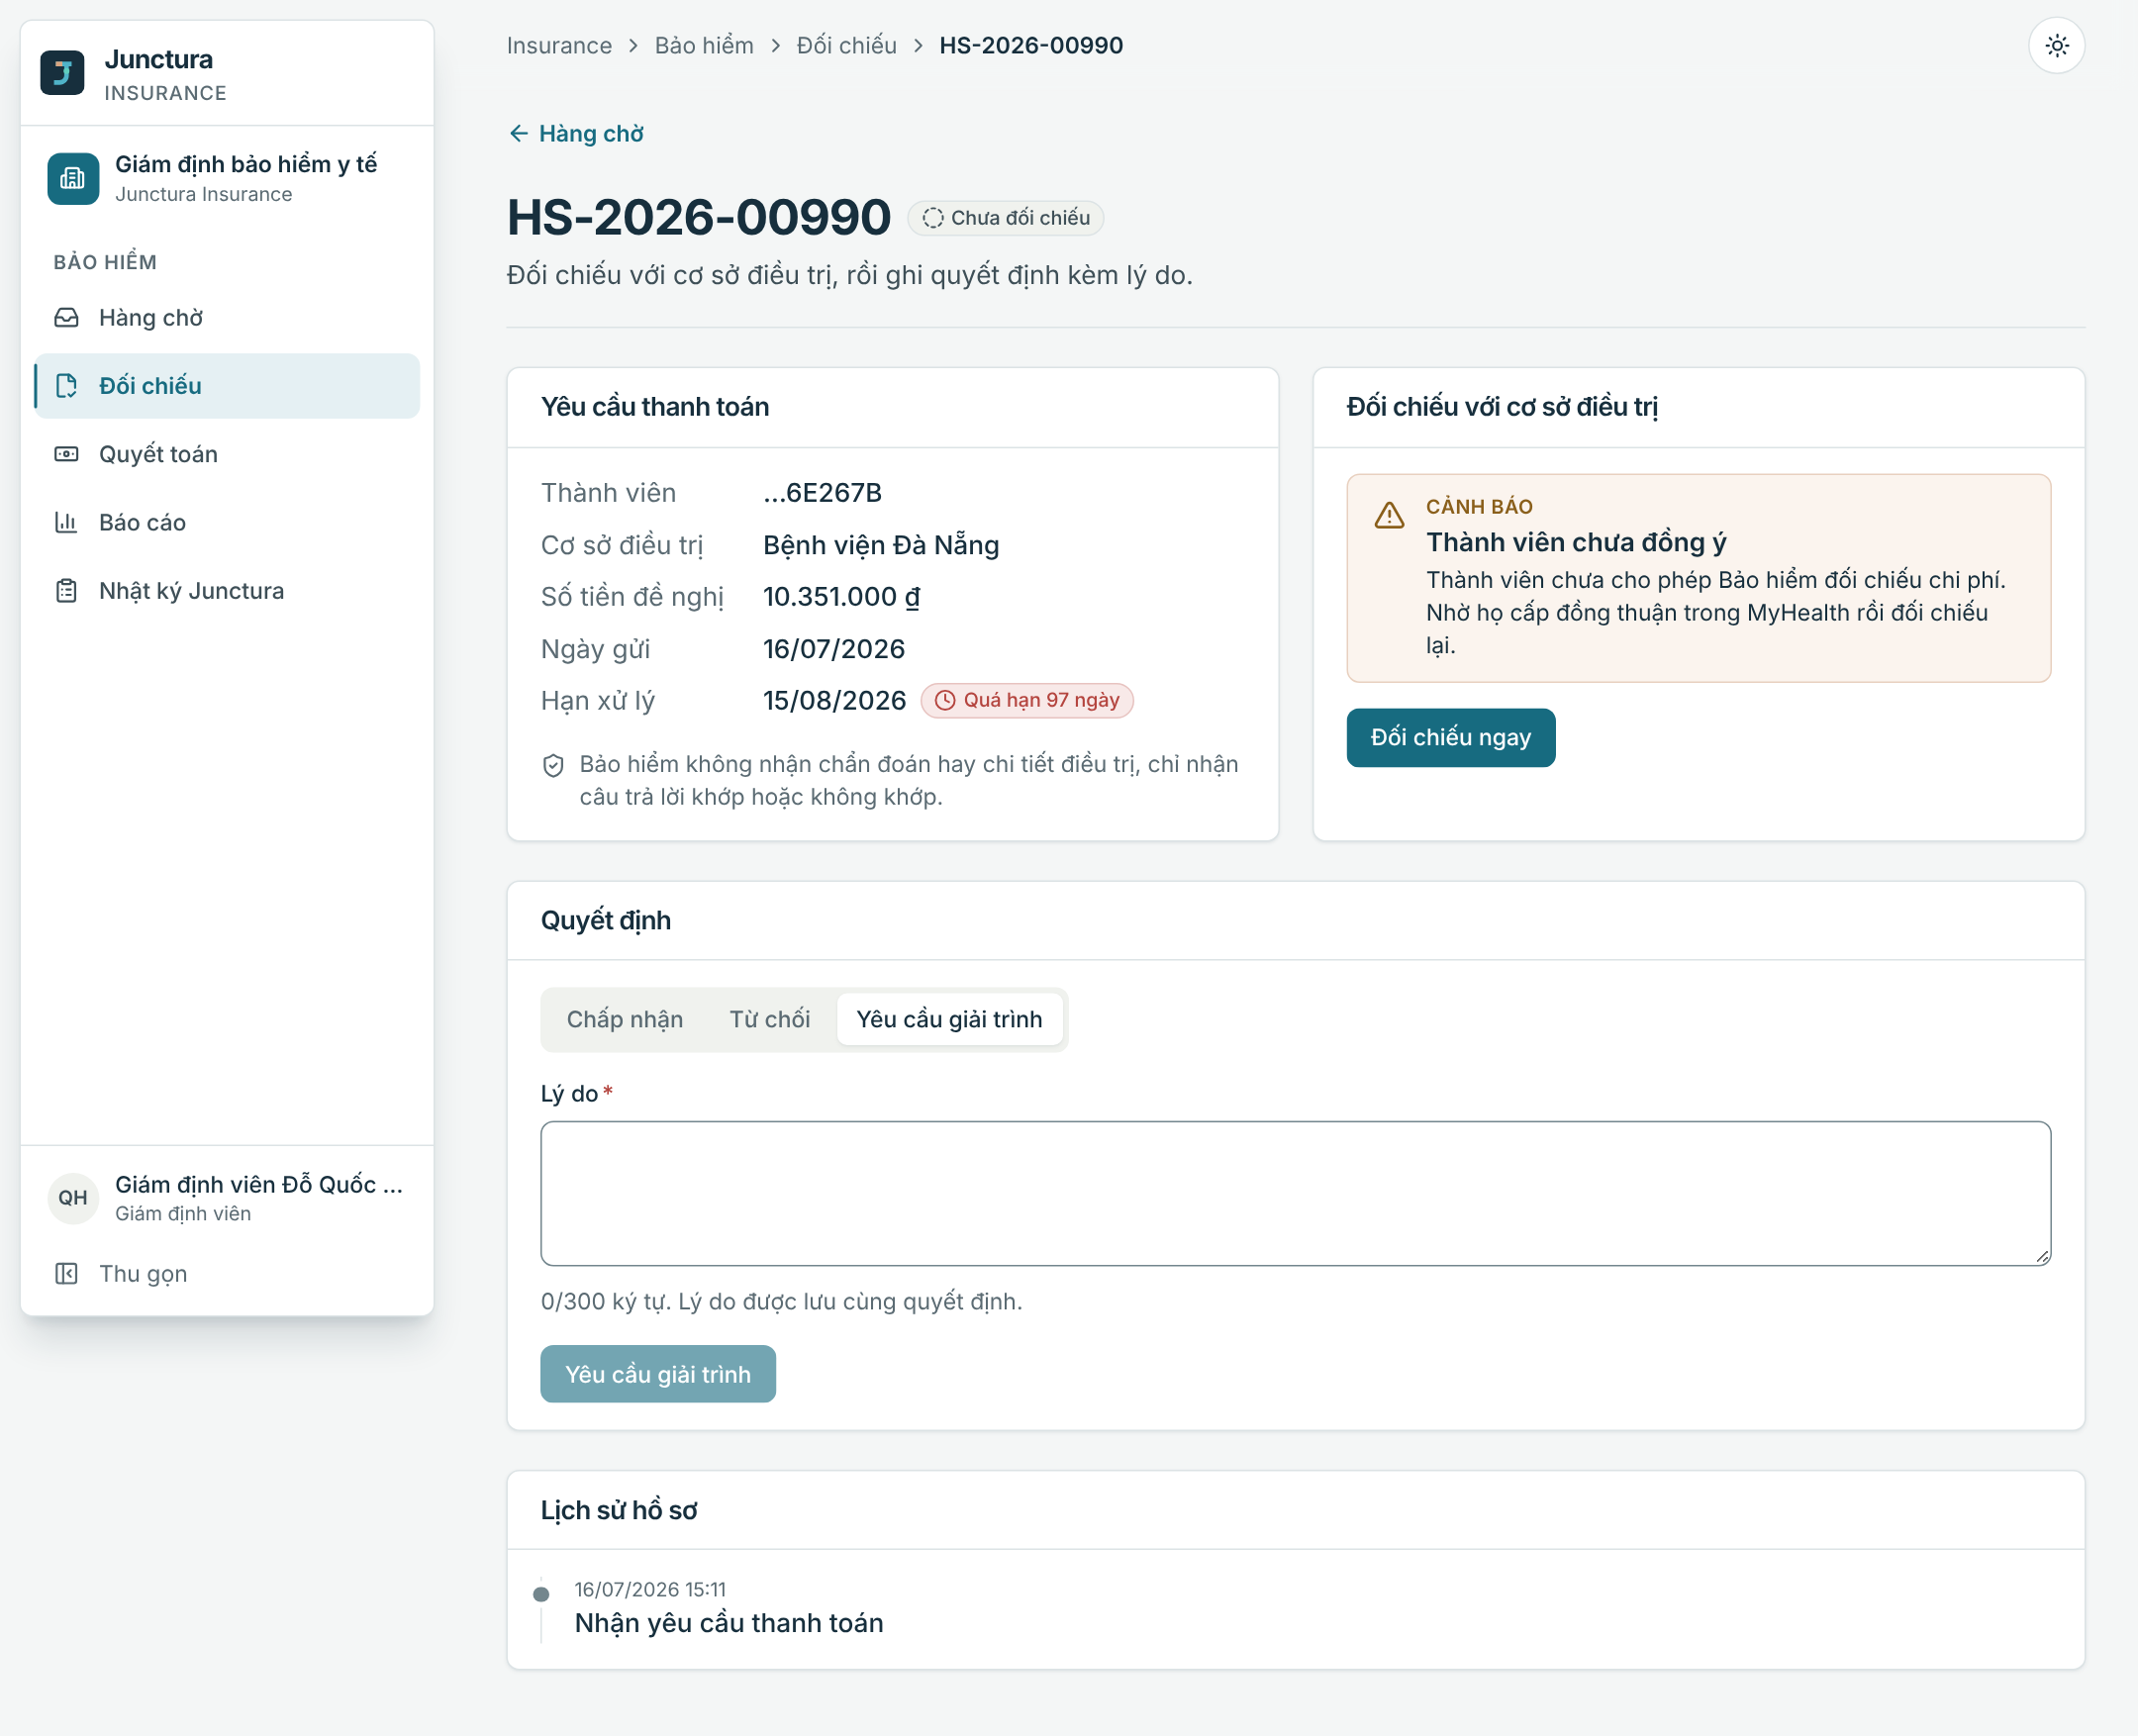 Junctura
INSURANCE
Giám định bảo hiểm y tế
Junctura Insurance
BẢO HIỂM
Hàng chờ
Đối chiếu
Quyết toán
Báo cáo
Nhật ký Junctura
QH
Giám định viên Đỗ Quốc ...
Giám định viên
Thu gọn
Insurance > Bảo hiểm > Đối chiếu > HS-2026-00990
← Hàng chờ
HS-2026-00990 Chưa đối chiếu
Đối chiếu với cơ sở điều trị, rồi ghi quyết định kèm lý do.
Yêu cầu thanh toán
Thành viên ...6E267B
Cơ sở điều trị Bệnh viện Đà Nẵng
Số tiền đề nghị 10.351.000 ₫
Ngày gửi 16/07/2026
Hạn xử lý 15/08/2026 Quá hạn 97 ngày
Bảo hiểm không nhận chẩn đoán hay chi tiết điều trị, chỉ nhận
câu trả lời khớp hoặc không khớp.
Đối chiếu với cơ sở điều trị
CẢNH BÁO
Thành viên chưa đồng ý
Thành viên chưa cho phép Bảo hiểm đối chiếu chi phí.
Nhờ họ cấp đồng thuận trong MyHealth rồi đối chiếu
lại.
Đối chiếu ngay
Quyết định
Chấp nhận Từ chối Yêu cầu giải trình
Lý do *
0/300 ký tự. Lý do được lưu cùng quyết định.
Yêu cầu giải trình
Lịch sử hồ sơ
16/07/2026 15:11
Nhận yêu cầu thanh toán